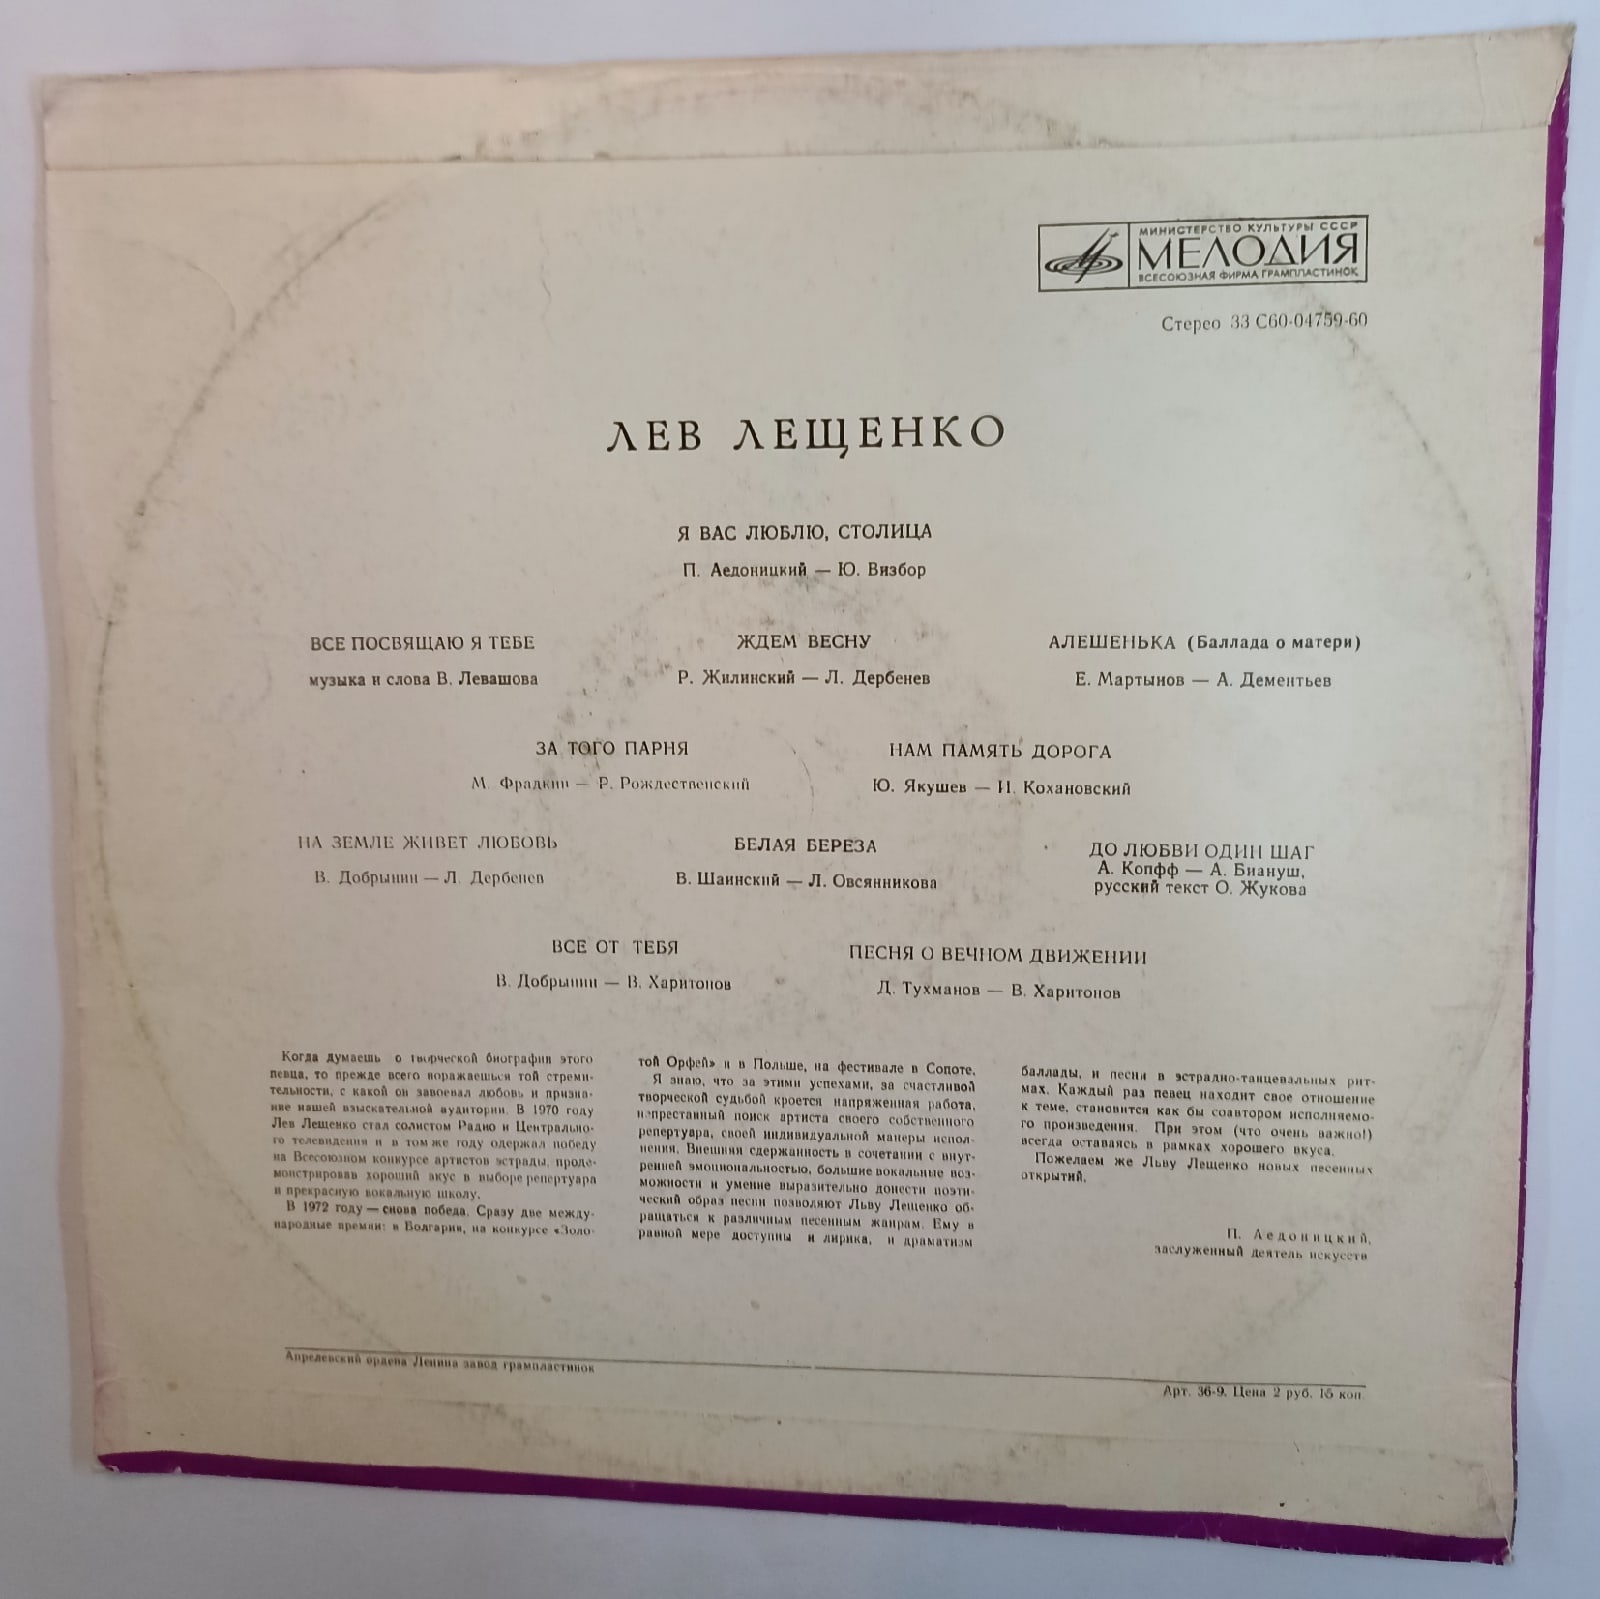 МИНИСТЕРСТВО КУЛЬТУРЫ СССР
МЕЛОДИЯ
ВСЕСОЮЗНАЯ ФИРМА ГРАМПЛАСТИНОК
Стерео 33 С60-04759-60
ЛЕВ ЛЕЩЕНКО
Я ВАС ЛЮБЛЮ, СТОЛИЦА
П. Аедоницкий — Ю. Визбор
ВСЕ ПОСВЯЩАЮ Я ТЕБЕ
музыка и слова В. Левашова
ЖДЕМ ВЕСНУ
Р. Жилинский — Л. Дербенев
АЛЕШЕНЬКА (Баллада о матери)
Е. Мартынов — А. Дементьев
ЗА ТОГО ПАРНЯ
М. Фрадкин — Р. Рождественский
НАМ ПАМЯТЬ ДОРОГА
Ю. Якушев — И. Кохановский
НА ЗЕМЛЕ ЖИВЕТ ЛЮБОВЬ
В. Добрынин — Л. Дербенев
БЕЛАЯ БЕРЕЗА
В. Шаинский — Л. Овсянникова
ДО ЛЮБВИ ОДИН ШАГ
А. Копфф — А. Биануш,
русский текст О. Жукова
ВСЕ ОТ ТЕБЯ
В. Добрынин — В. Харитонов
ПЕСНЯ О ВЕЧНОМ ДВИЖЕНИИ
Д. Тухманов — В. Харитонов
Когда думаешь о творческой биографии этого
певца, то прежде всего поражаешься той стреми-
тельности, с какой он завоевал любовь и призна-
ние нашей взыскательной аудитории. В 1970 году
Лев Лещенко стал солистом Радио и Центрально-
го телевидения и в том же году одержал победу
на Всесоюзном конкурсе артистов эстрады, проде-
монстрировав хороший вкус в выборе репертуара
и прекрасную вокальную школу.
В 1972 году — снова победа. Сразу две между-
народные премии: в Болгарии, на конкурсе «Золо-
той Орфей» и в Польше, на фестивале в Сопоте.
Я знаю, что за этими успехами, за счастливой
творческой судьбой кроется напряженная работа,
непрестанный поиск артиста своего собственного
репертуара, своей индивидуальной манеры испол-
нения. Внешняя сдержанность в сочетании с внут-
ренней эмоциональностью, большие вокальные воз-
можности и умение выразительно донести поэти-
ческий образ песни позволяют Льву Лещенко об-
ращаться к различным песенным жанрам. Ему в
равной мере доступны и лирика, и драматизм
баллады, и песни в эстрадно-танцевальных рит-
мах. Каждый раз певец находит свое отношение
к теме, становится как бы соавтором исполняемо-
го произведения. При этом (что очень важно!)
всегда оставаясь в рамках хорошего вкуса.
Пожелаем же Льву Лещенко новых песенных
открытий.
П. Аедоницкий,
заслуженный деятель искусств
Апрелевский ордена Ленина завод грампластинок
Арт. 36-9. Цена 2 руб. 15 коп.